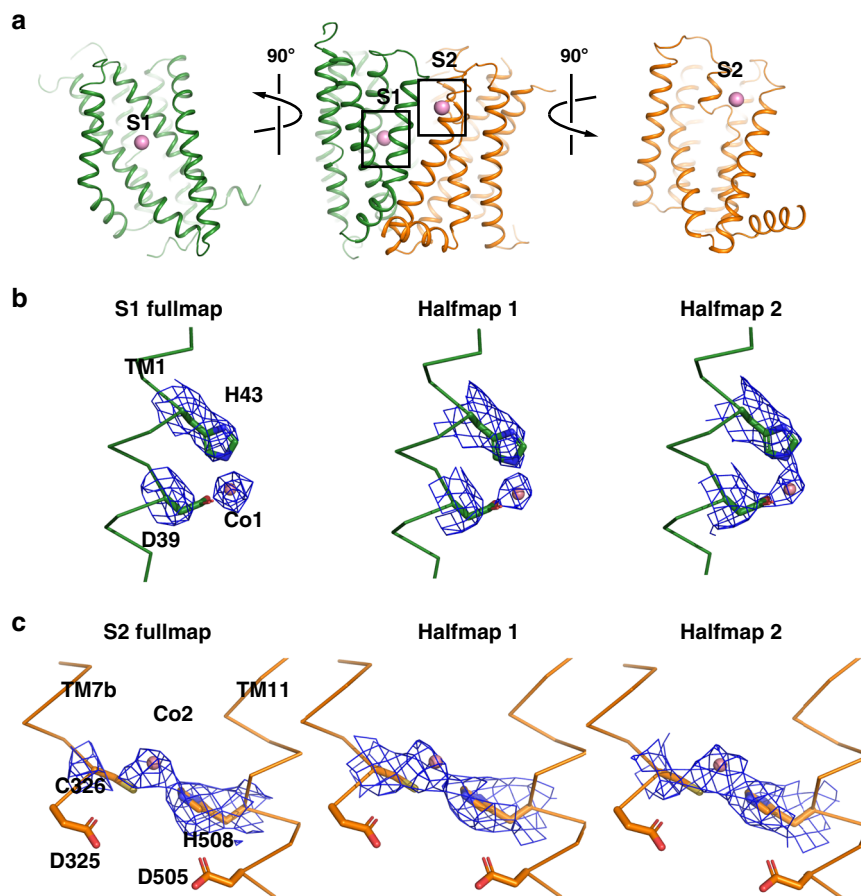 a
90°
S2
90°
S2
S1
S1
b
S1 fullmap
Halfmap 1
Halfmap 2
TM1
H43
Co1
D39
c
S2 fullmap
Halfmap 1
Halfmap 2
TM7b
TM11
Co2
C326
H508
D325
D505